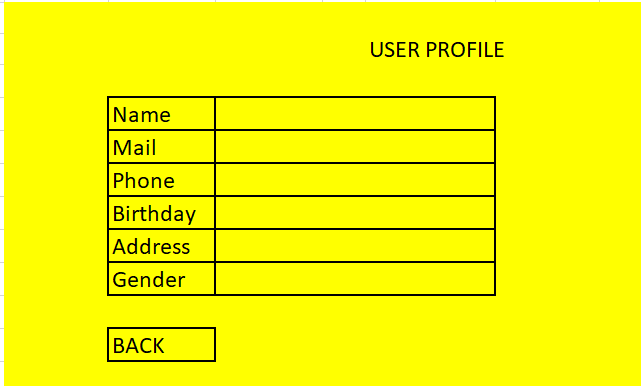 USER PROFILE
Name
Mail
Phone
Birthday
Address
Gender
BACK